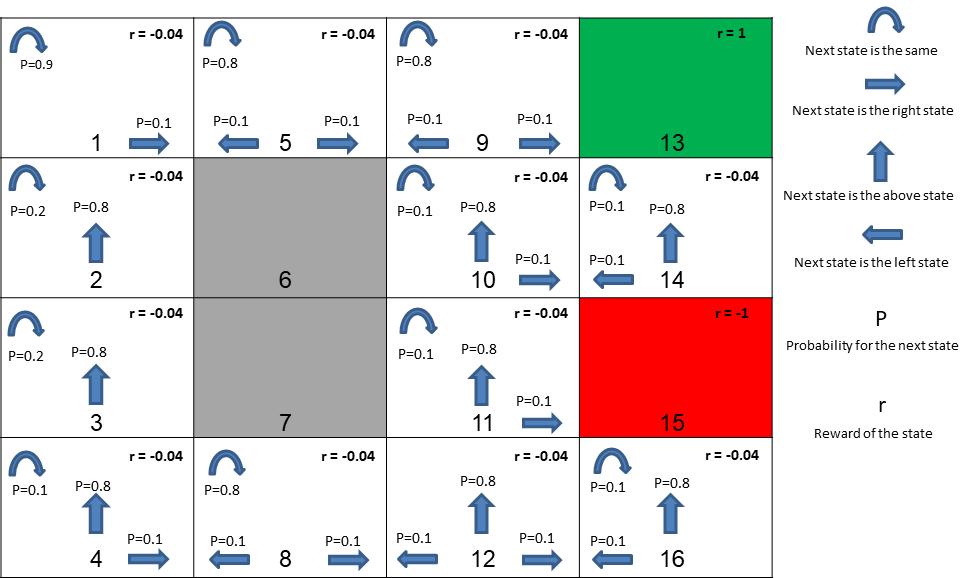 r = -0.04
P=0.9
P=0.1
1
r = -0.04
P=0.8
P=0.1
P=0.1
5
r = -0.04
P=0.8
P=0.1
P=0.1
9
r = 1
13
r = -0.04
P=0.2
P=0.8
2
6
r = -0.04
P=0.1
P=0.8
P=0.1
10
r = -0.04
P=0.1
P=0.8
P=0.1
14
r = -0.04
P=0.2
P=0.8
3
7
r = -0.04
P=0.1
P=0.8
P=0.1
11
r = -1
15
r = -0.04
P=0.1
P=0.8
P=0.1
4
r = -0.04
P=0.8
P=0.1
P=0.1
8
r = -0.04
P=0.8
P=0.1
P=0.1
12
r = -0.04
P=0.1
P=0.8
P=0.1
16
Next state is the same
Next state is the right state
Next state is the above state
Next state is the left state
P
Probability for the next state
r
Reward of the state